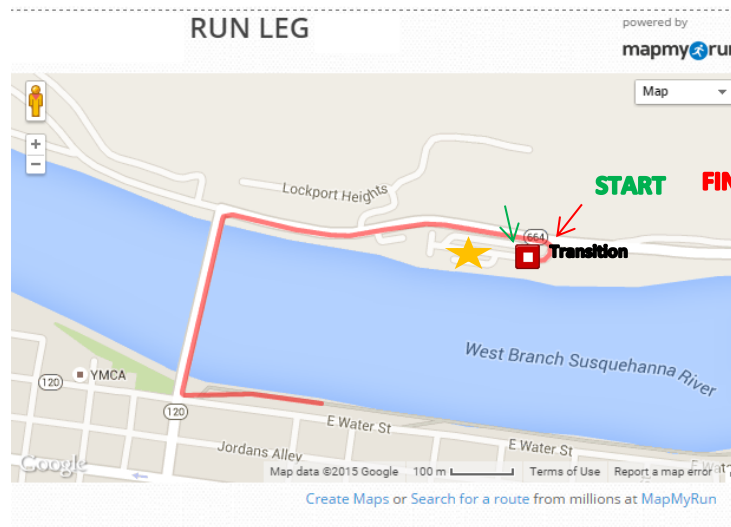 RUN LEG
powered by
mapmyrun
Map
Lockport Heights
START
FIN
664
Transition
West Branch Susquehanna River
120
YMCA
120
E Water St
Jordans Alley
E Water St
Google
Map data ©2015 Google
100 m
Terms of Use
Report a map error
Create Maps or Search for a route from millions at MapMyRun